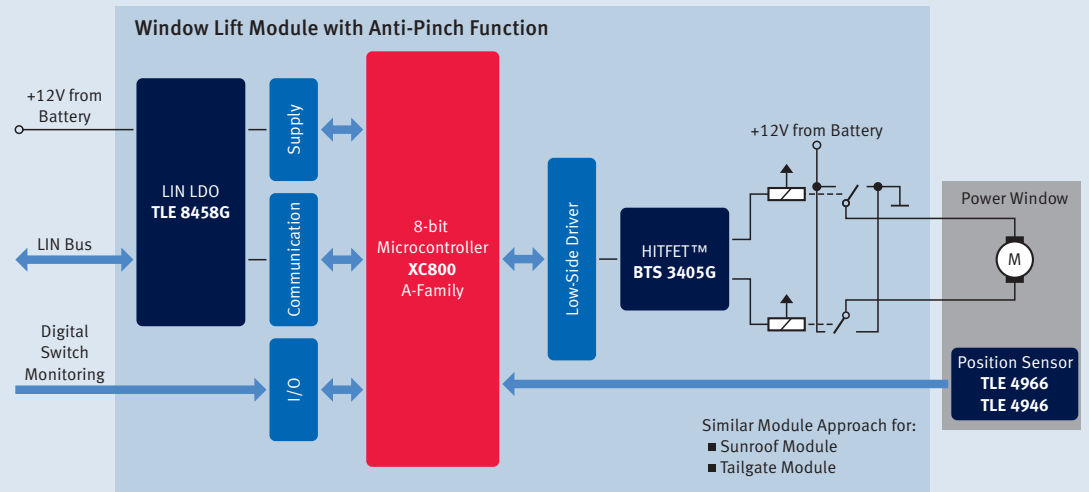 Window Lift Module with Anti-Pinch Function
+12V from
Battery
LIN Bus
Digital
Switch
Monitoring
LIN LDO
TLE 8458G
Supply
Communication
I/O
8-bit
Microcontroller
XC800
A-Family
Low-Side Driver
HITFET™
BTS 3405G
+12V from Battery
Power Window
M
Position Sensor
TLE 4966
TLE 4946
Similar Module Approach for:
■ Sunroof Module
■ Tailgate Module